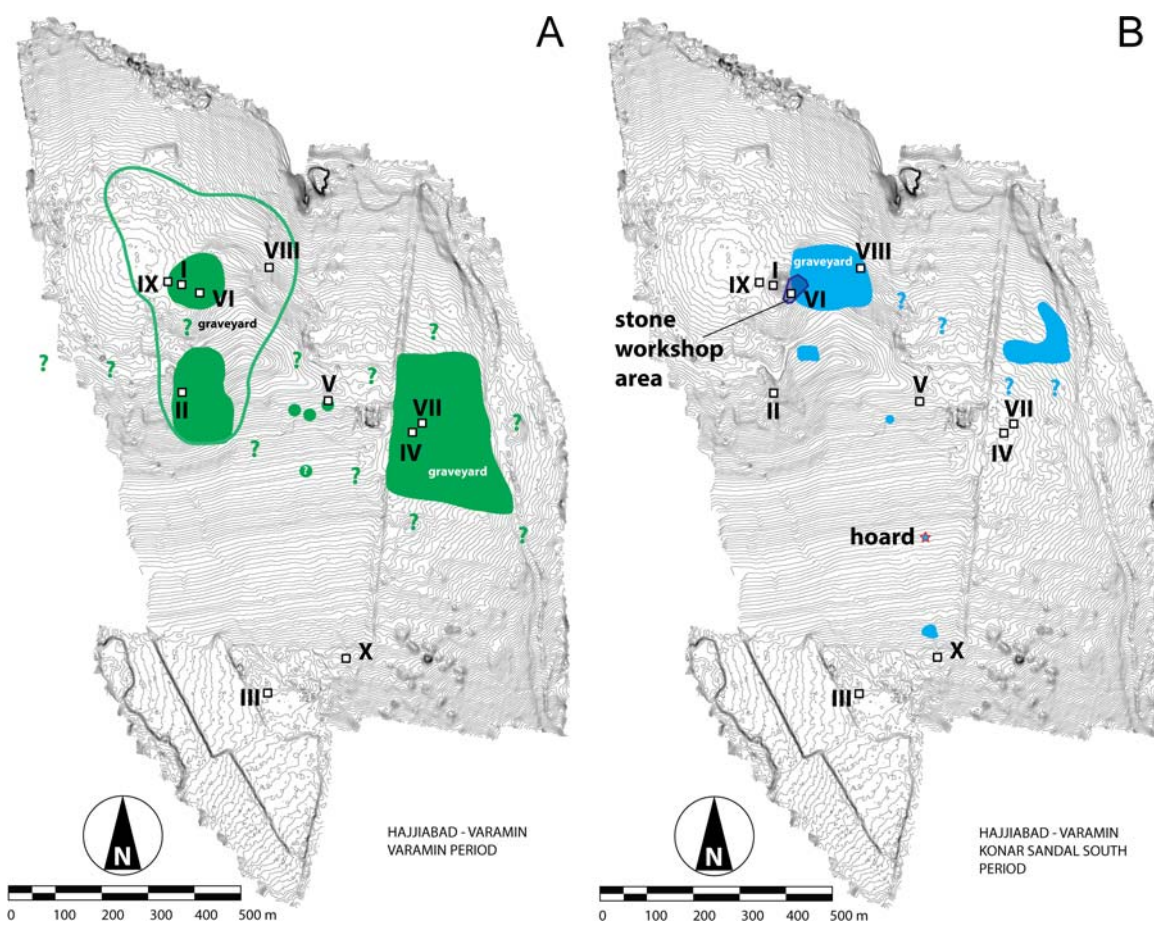 A
VIII
IX
I
VI
?
graveyard
?
?
?
?
?
V
II
VII
?
IV
?
graveyard
?
?
?
?
X
III
N
HAJJIABAD - VARAMIN
VARAMIN PERIOD
0 100 200 300 400 500 m
B
graveyard
VIII
IX
I
VI
?
?
stone
workshop
area
?
?
V
II
VII
IV
hoard
X
III
N
HAJJIABAD - VARAMIN
KONAR SANDAL SOUTH
PERIOD
0 100 200 300 400 500 m